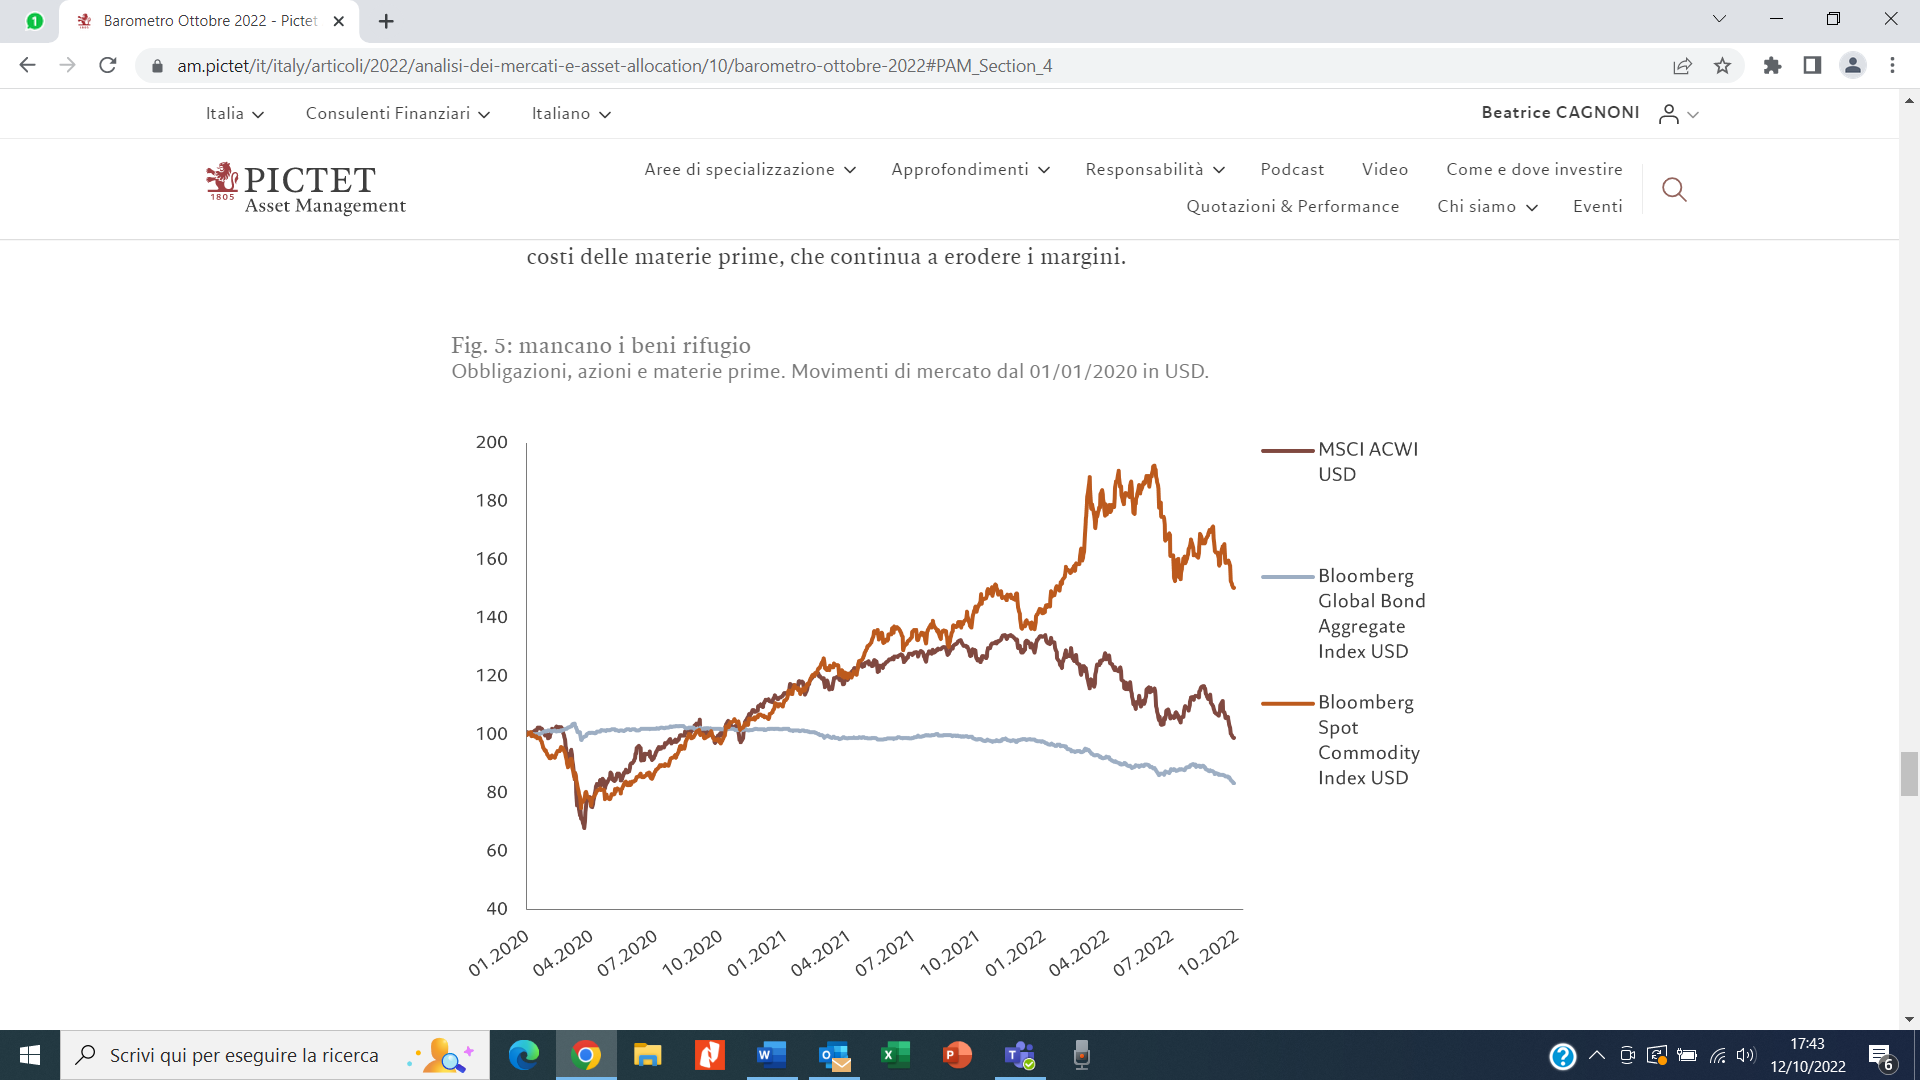 1
Barometro Ottobre 2022 - Pictet
am.pictet/it/italy/articoli/2022/analisi-dei-mercati-e-asset-allocation/10/barometro-ottobre-2022#PAM_Section_4
Italia
Consulenti Finanziari
Italiano
Beatrice CAGNONI
PICTET
1805
Asset Management
Aree di specializzazione
Approfondimenti
Responsabilità
Podcast
Video
Come e dove investire
Quotazioni & Performance
Chi siamo
Eventi
costi delle materie prime, che continua a erodere i margini.
Fig. 5: mancano i beni rifugio
Obbligazioni, azioni e materie prime. Movimenti di mercato dal 01/01/2020 in USD.
200
180
160
140
120
100
80
60
40
01.2020
04.2020
07.2020
10.2020
01.2021
04.2021
07.2021
10.2021
01.2022
04.2022
07.2022
10.2022
MSCI ACWI
USD
Bloomberg
Global Bond
Aggregate
Index USD
Bloomberg
Spot
Commodity
Index USD
Scrivi qui per eseguire la ricerca
17:43
12/10/2022
6